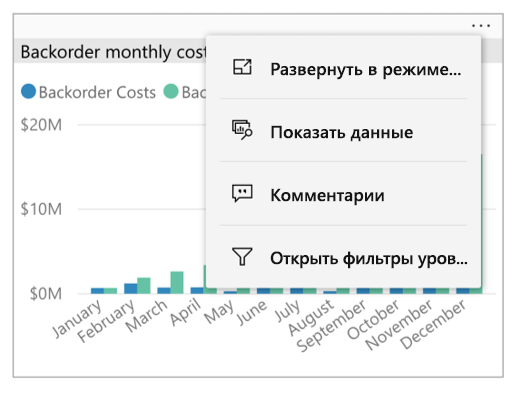 ...
Backorder monthly cost
Развернуть в режиме...
Backorder Costs
$20M
Показать данные
$10M
Комментарии
Открыть фильтры уров...
$0M
January
February
March
April
May
June
July
August
September
October
November
December